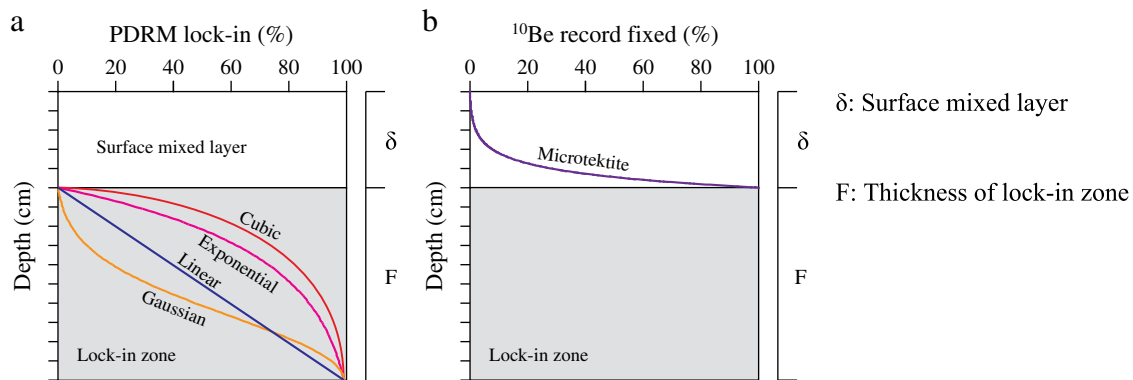 a
PDRM lock-in (%)
0 20 40 60 80 100
Depth (cm)
Surface mixed layer
Cubic
Exponential
Linear
Gaussian
Lock-in zone
δ
F
b
¹⁰Be record fixed (%)
0 20 40 60 80 100
Depth (cm)
Microtektite
Lock-in zone
δ
F
δ: Surface mixed layer
F: Thickness of lock-in zone